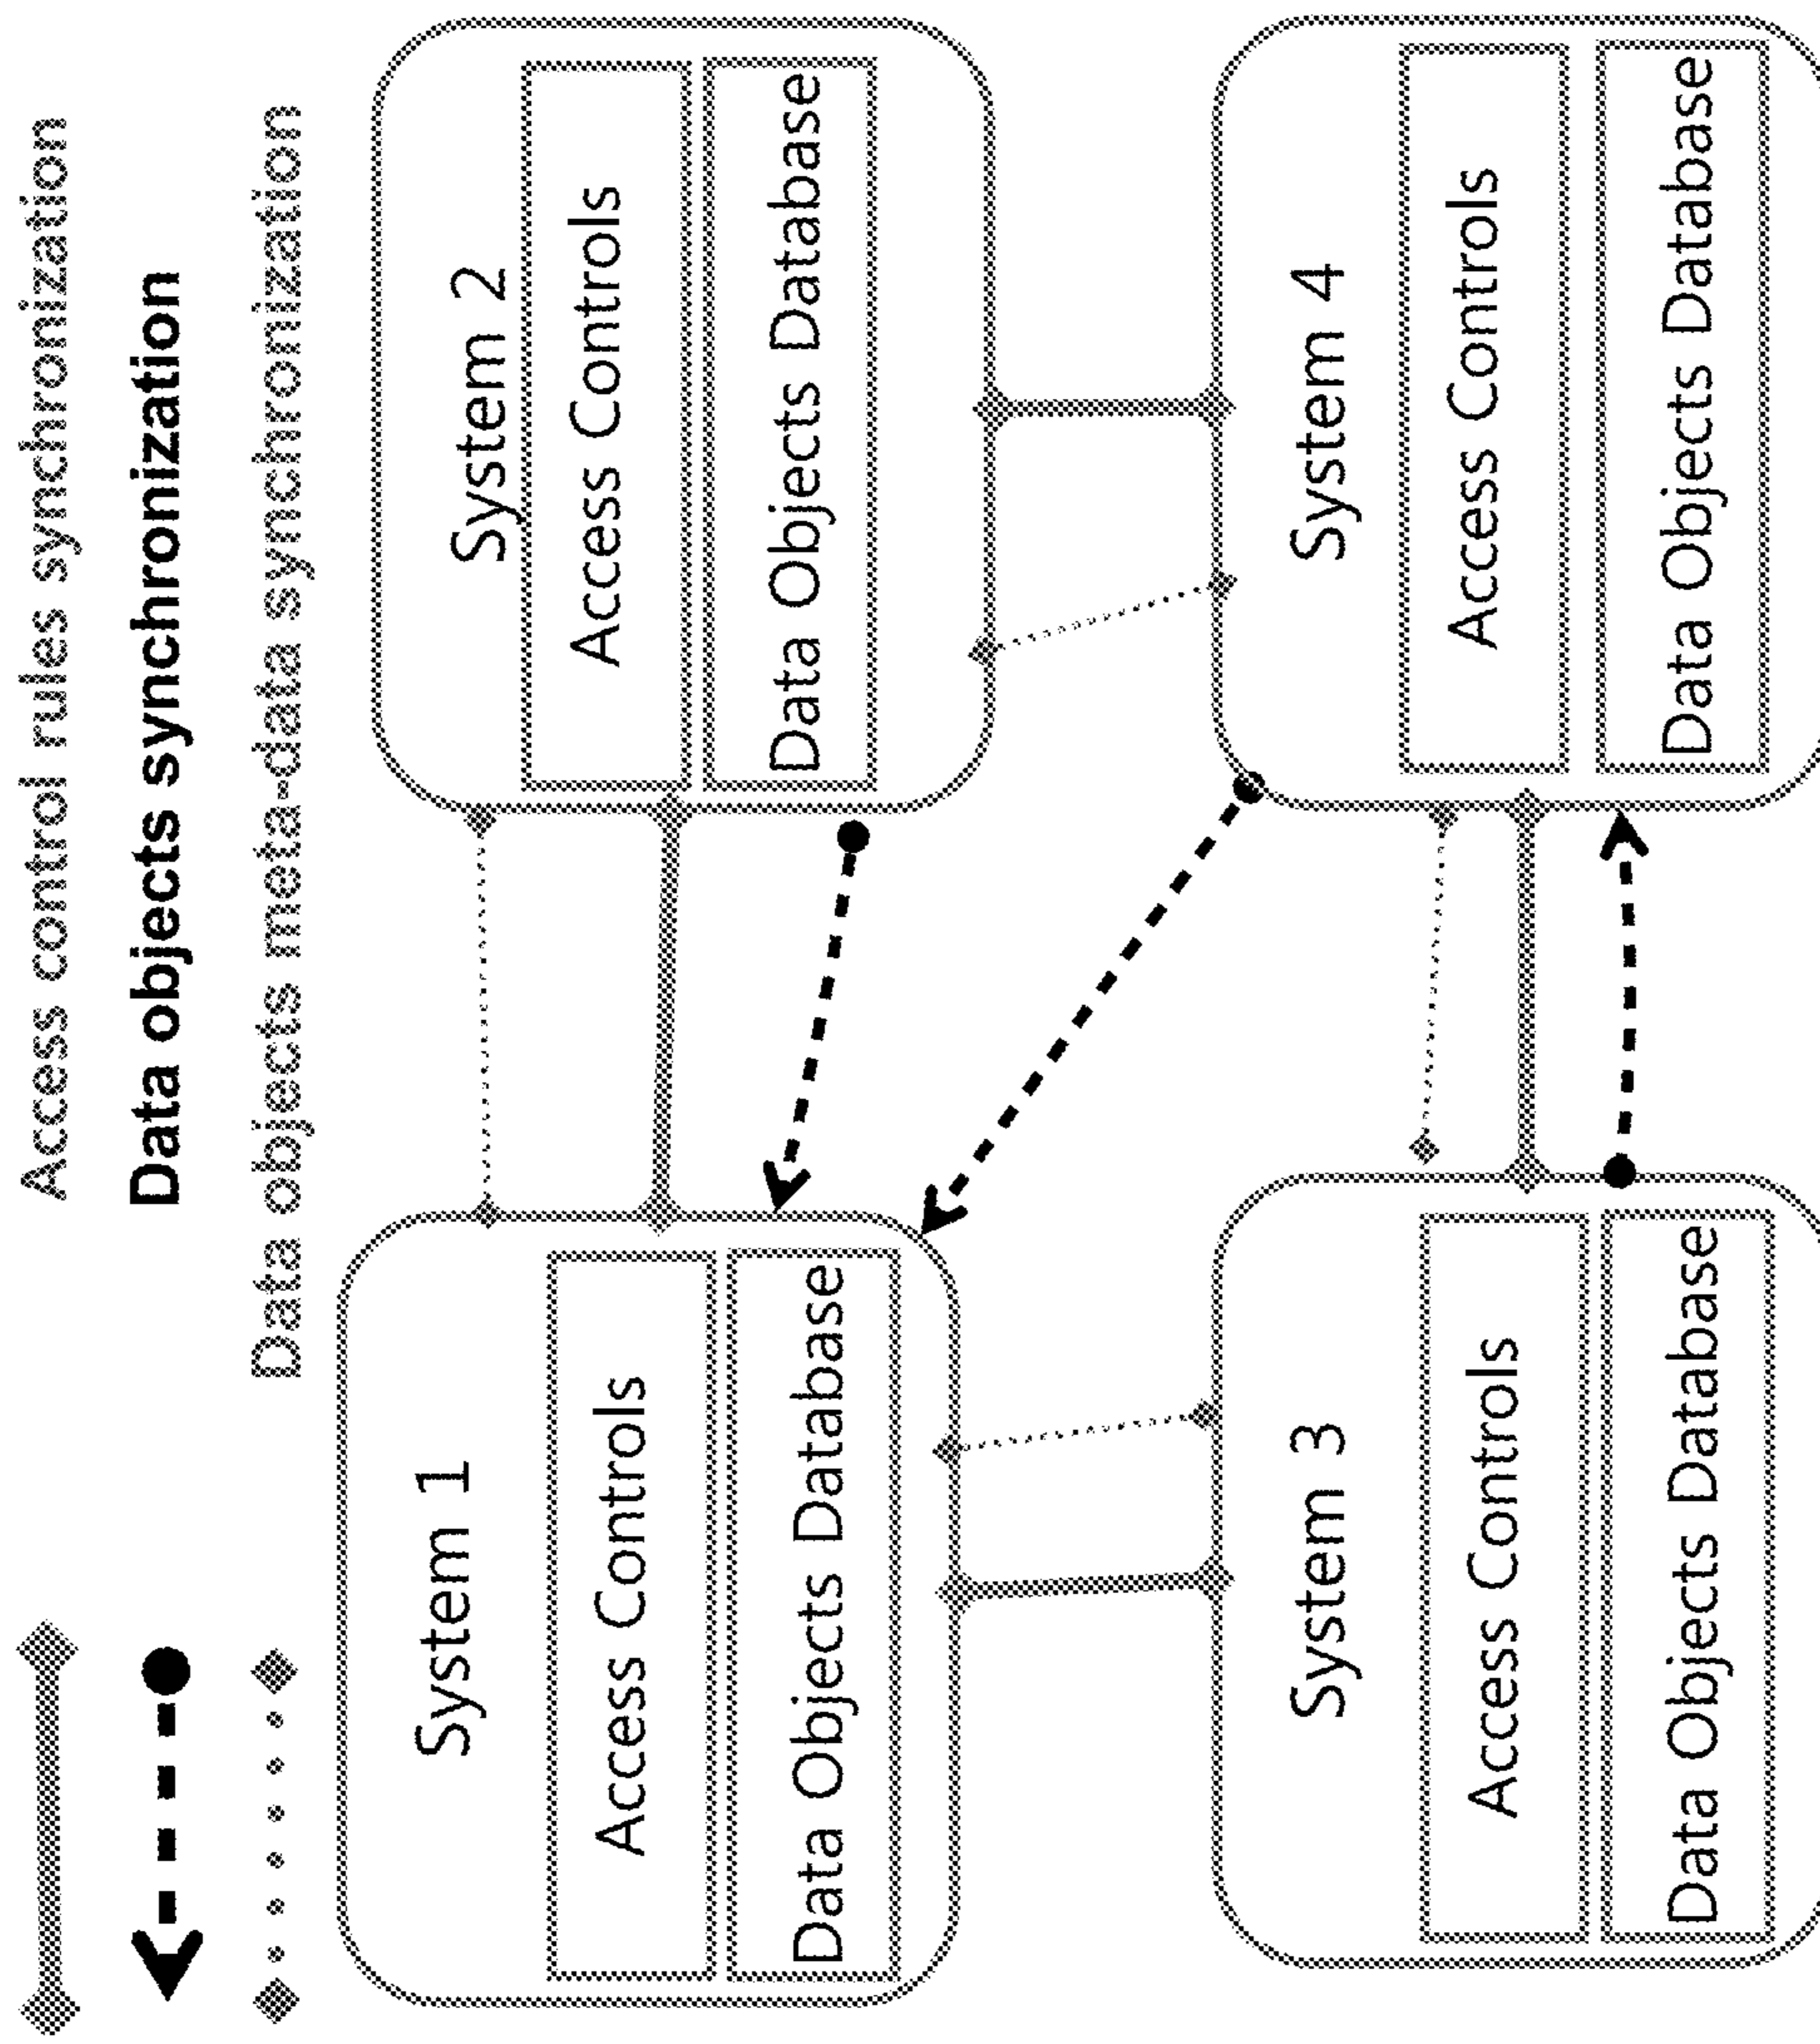 Access control rules synchronization
Data objects synchronization
Data objects meta-data synchronization
System 1
Access Controls
Data Objects Database
System 2
Access Controls
Data Objects Database
System 3
Access Controls
Data Objects Database
System 4
Access Controls
Data Objects Database